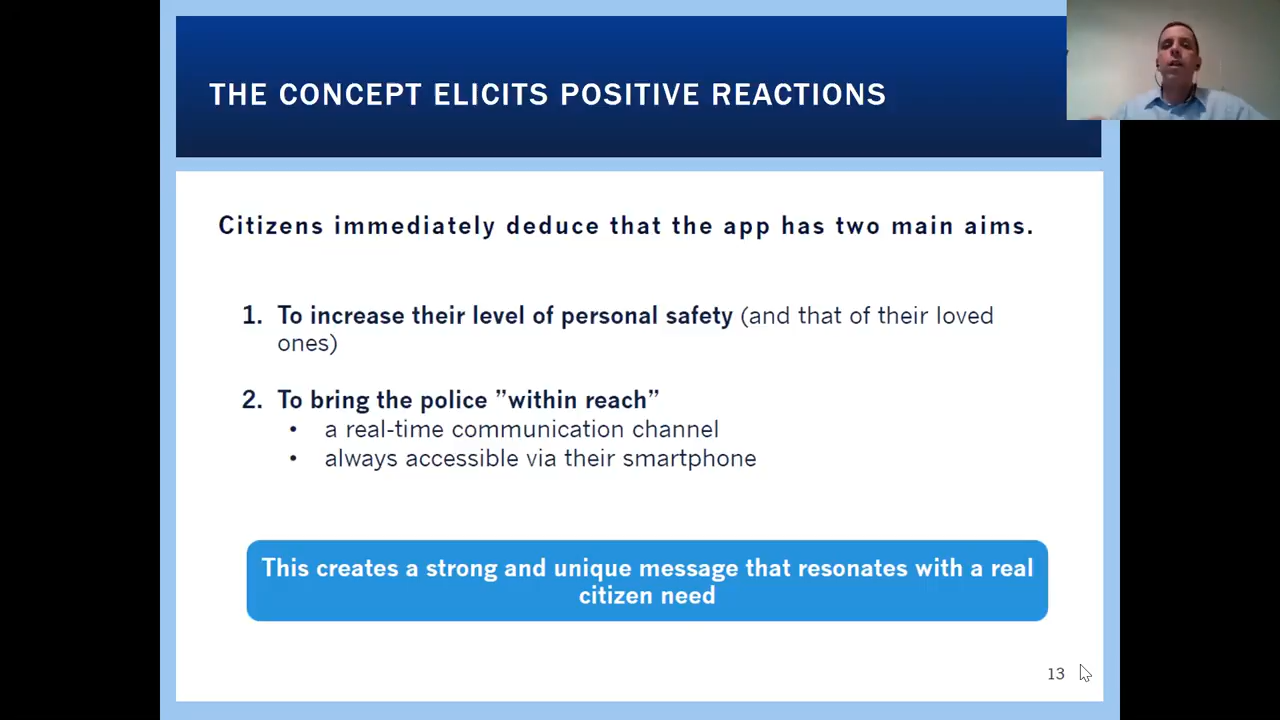 THE CONCEPT ELICITS POSITIVE REACTIONS
Citizens immediately deduce that the app has two main aims.
1. To increase their level of personal safety (and that of their loved
ones)
2. To bring the police ”within reach”
• a real-time communication channel
• always accessible via their smartphone
This creates a strong and unique message that resonates with a real
citizen need
13